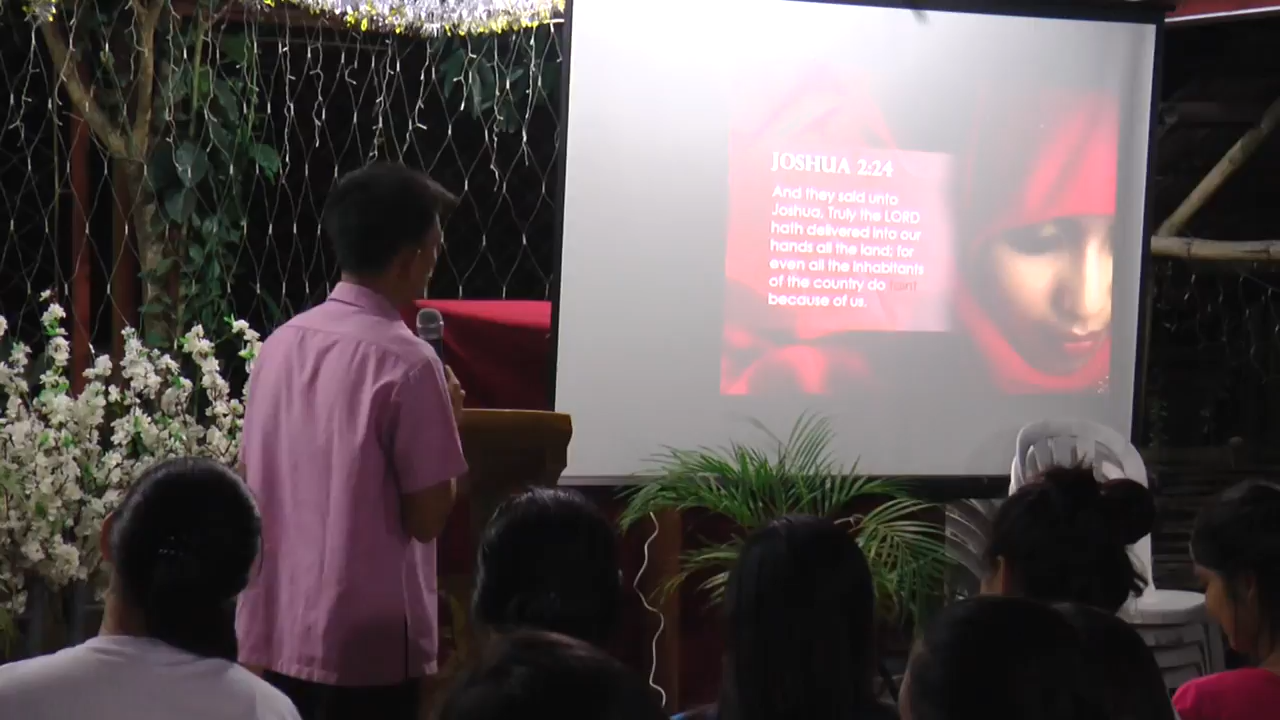 JOSHUA 2:24
And they said unto
Joshua, Truly the LORD
hath delivered into our
hands all the land; for
even all the inhabitants
of the country do faint
because of us.